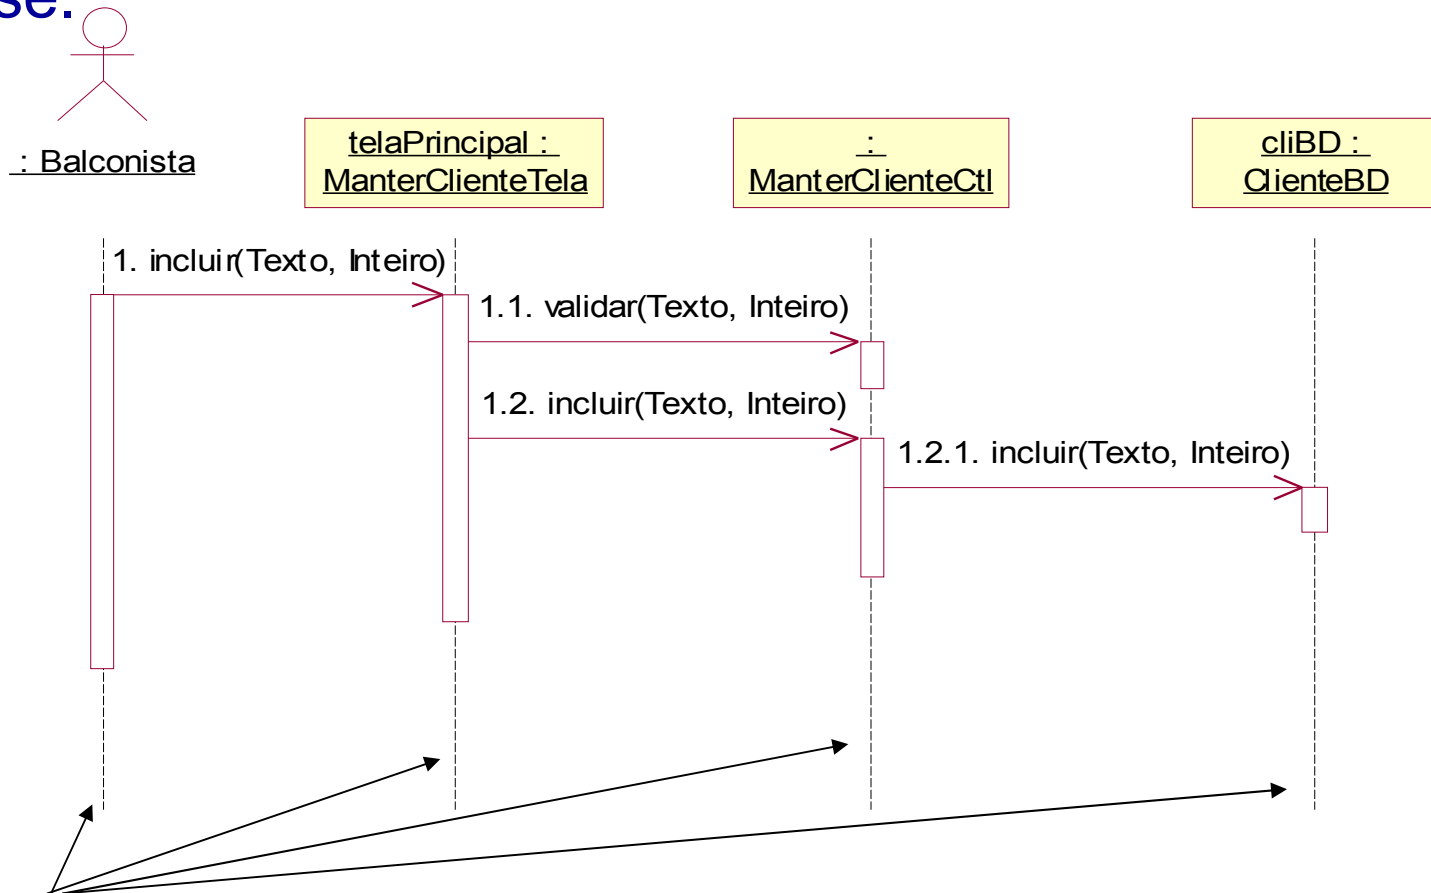 se.
: Balconista
telaPrincipal :
ManterClienteTela
:
ManterClienteCtl
cliBD :
ClienteBD
1. incluir(Texto, Inteiro)
1.1. validar(Texto, Inteiro)
1.2. incluir(Texto, Inteiro)
1.2.1. incluir(Texto, Inteiro)